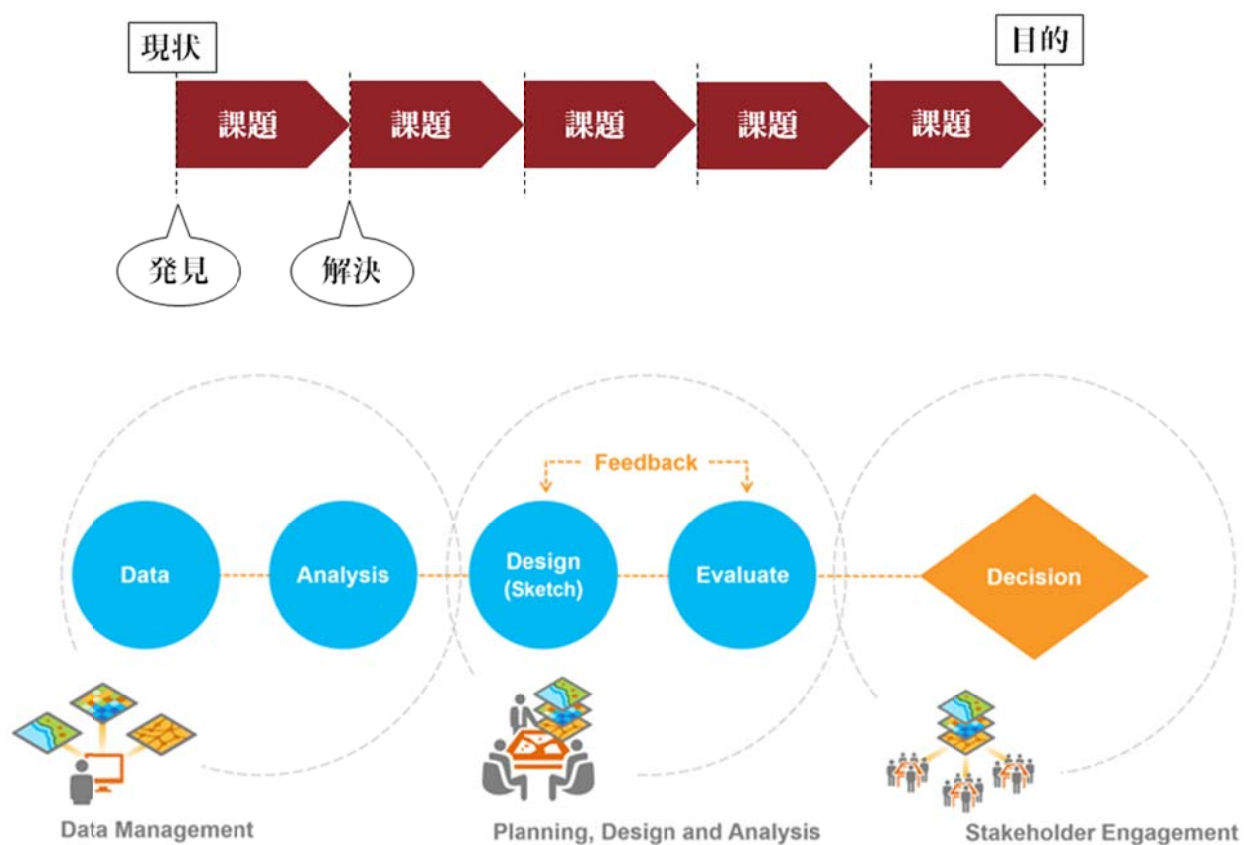 現状
目的
課題
課題
課題
課題
課題
発見
解決
Feedback
Data
Analysis
Design
(Sketch)
Evaluate
Decision
Data Management
Planning, Design and Analysis
Stakeholder Engagement